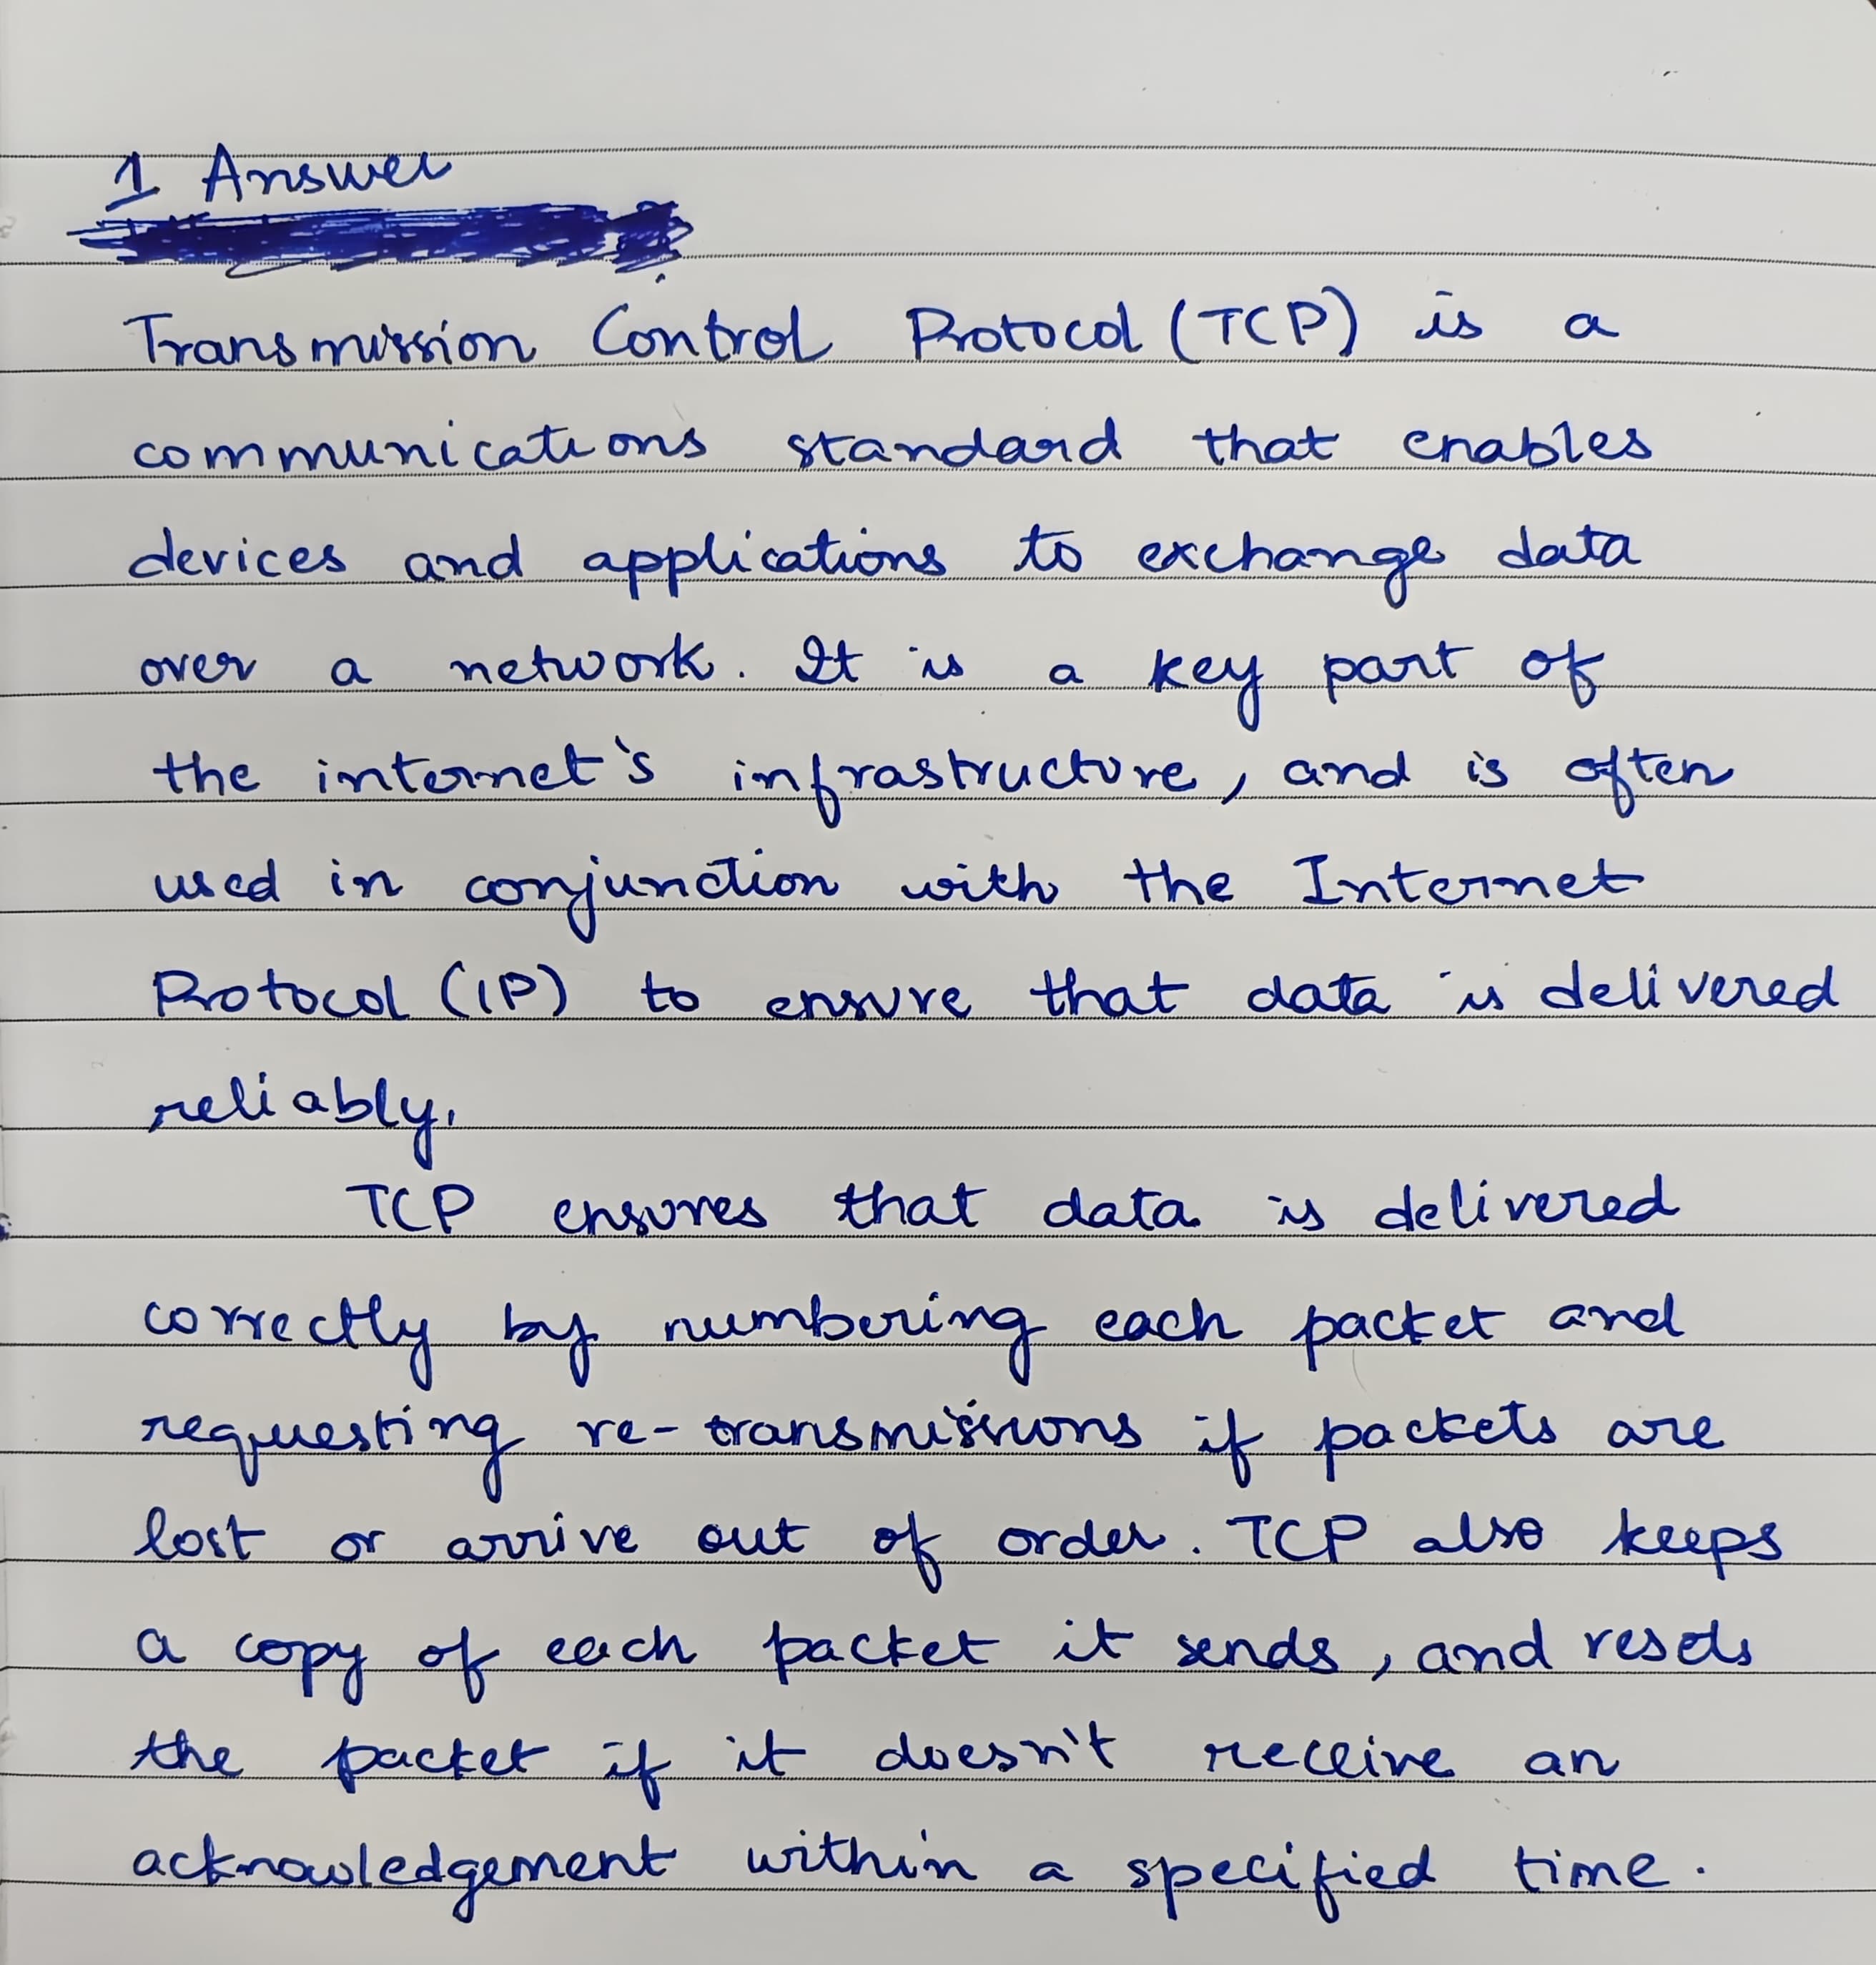 1 Answer
Transmission Control Protocol (TCP) is a
communications standard that enables
devices and applications to exchange data
over a network. It is a key part of
the internet's infrastructure, and is often
used in conjunction with the Internet
Protocol (IP) to ensure that data is delivered
reliably.
TCP ensures that data is delivered
correctly by numbering each packet and
requesting re-transmissions if packets are
lost or arrive out of order. TCP also keeps
a copy of each packet it sends, and resets
the packet if it doesn't receive an
acknowledgement within a specified time.